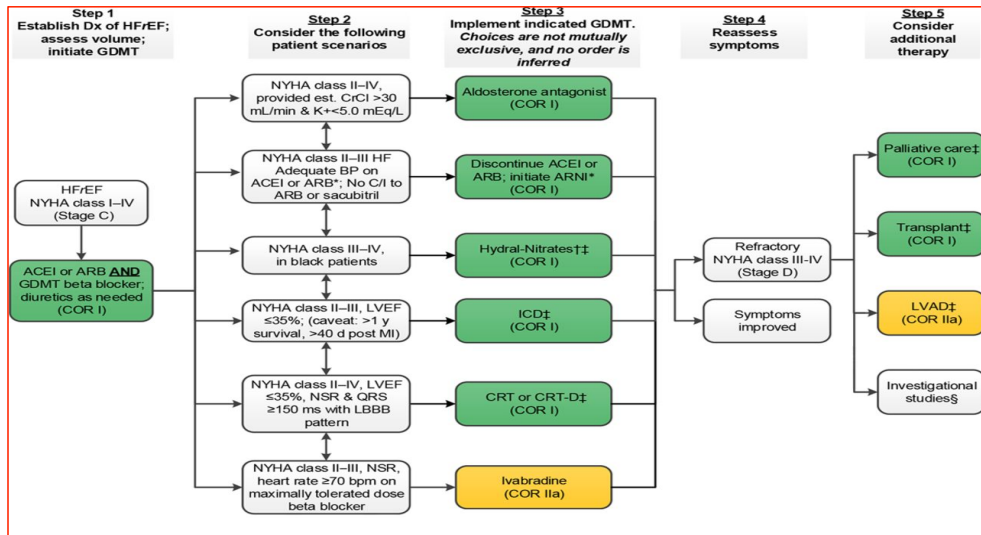 Step 1
Establish Dx of HFrEF;
assess volume;
initiate GDMT
Step 2
Consider the following
patient scenarios
Step 3
Implement indicated GDMT.
Choices are not mutually
exclusive, and no order is
inferred
Step 4
Reassess
symptoms
Step 5
Consider
additional
therapy
HFrEF
NYHA class I–IV
(Stage C)
ACEI or ARB AND
GDMT beta blocker;
diuretics as needed
(COR I)
NYHA class II–IV,
provided est. CrCl >30
mL/min & K+<5.0 mEq/L
NYHA class II–III HF
Adequate BP on
ACEI or ARB*; No C/I to
ARB or sacubitril
NYHA class III–IV,
in black patients
NYHA class II–III, LVEF
≤35%; (caveat: >1 y
survival, >40 d post MI)
NYHA class II–IV, LVEF
≤35%, NSR & QRS
≥150 ms with LBBB
pattern
NYHA class II–III, NSR,
heart rate ≥70 bpm on
maximally tolerated dose
beta blocker
Aldosterone antagonist
(COR I)
Discontinue ACEI or
ARB; initiate ARNI*
(COR I)
Hydral-Nitrates†‡
(COR I)
ICD‡
(COR I)
CRT or CRT-D‡
(COR I)
Ivabradine
(COR IIa)
Refractory
NYHA class III-IV
(Stage D)
Symptoms
improved
Palliative care‡
(COR I)
Transplant‡
(COR I)
LVAD‡
(COR IIa)
Investigational
studies§